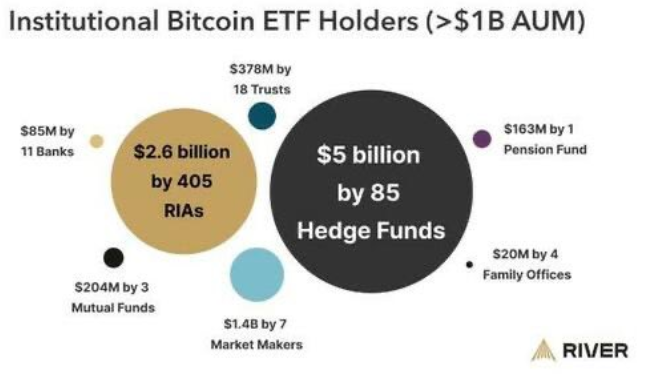 Institutional Bitcoin ETF Holders (>$1B AUM)
$378M by
18 Trusts
$85M by
11 Banks
$2.6 billion
by 405
RIAs
$5 billion
by 85
Hedge Funds
$163M by 1
Pension Fund
$204M by 3
Mutual Funds
$1.4B by 7
Market Makers
$20M by 4
Family Offices
RIVER